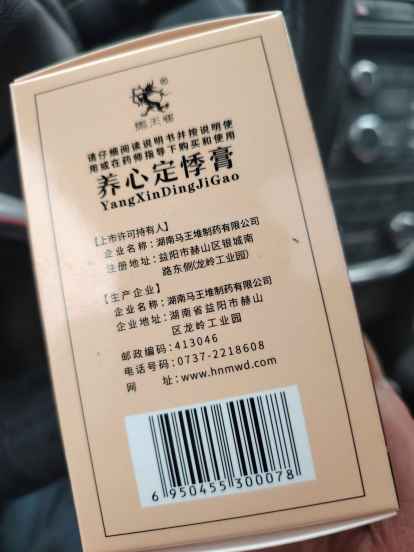 马王堆
®
请仔细阅读说明书并按说明使
用或在药师指导下购买和使用
养心定悸膏
YangXinDingJiGao
【上市许可持有人】
企业名称：湖南马王堆制药有限公司
注册地址：益阳市赫山区银城南
路东侧(龙岭工业园)
【生产企业】
企业名称：湖南马王堆制药有限公司
企业地址：湖南省益阳市赫山
区龙岭工业园
邮政编码：413046
电话号码：0737-2218608
网 址：www.hnmwd.com
6 950455 300078